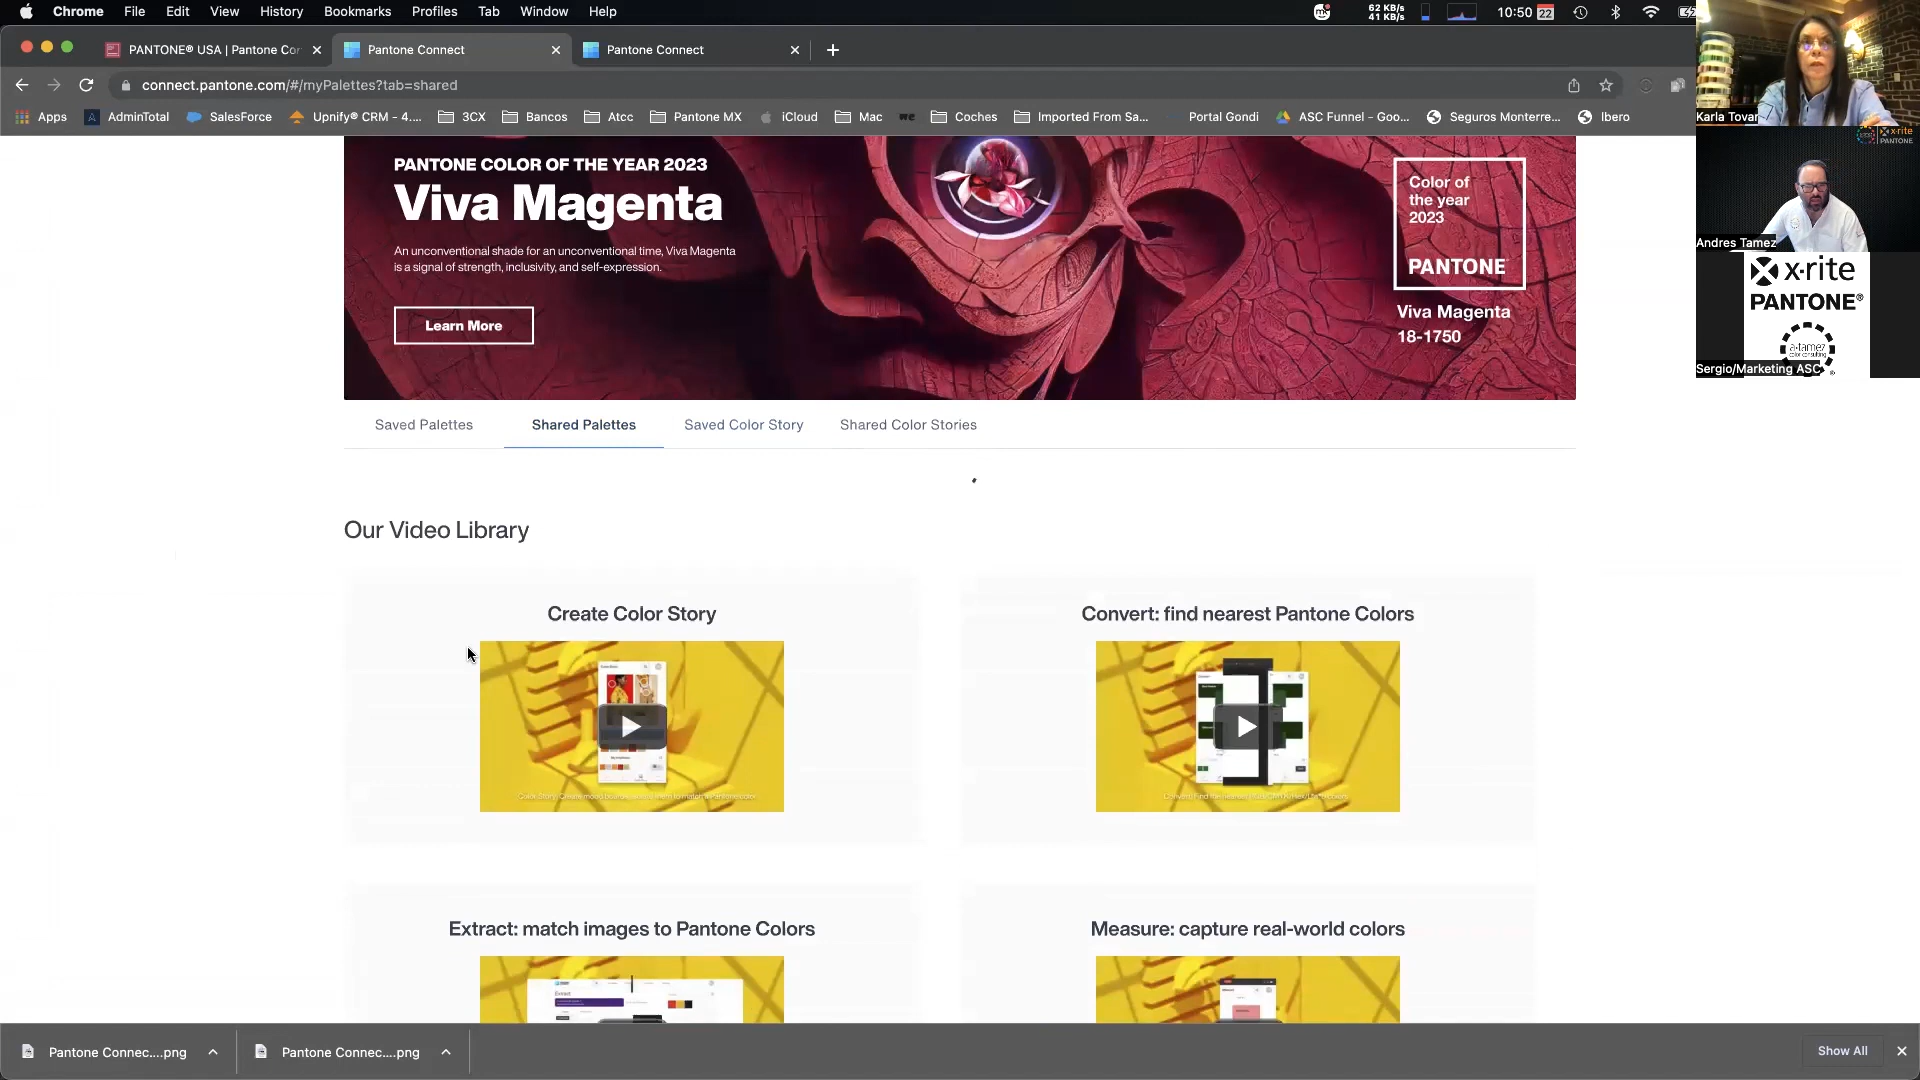 Chrome File Edit View History Bookmarks Profiles Tab Window Help
62 KB/s
41 KB/s
10:50 22
PANTONE® USA | Pantone Cor
Pantone Connect
Pantone Connect
connect.pantone.com/#/myPalettes?tab=shared
Apps AdminTotal SalesForce Upnify® CRM - 4.... 3CX Bancos Atcc Pantone MX iCloud Mac we Coches Imported From Sa... Portal Gondi ASC Funnel – Goo... Seguros Monterre... Ibero
Karla Tovar
x·rite
PANTONE
Andres Tamez
x·rite
PANTONE®
a·tamez
color consulting
Sergio/Marketing ASC
PANTONE COLOR OF THE YEAR 2023
Viva Magenta
An unconventional shade for an unconventional time, Viva Magenta
is a signal of strength, inclusivity, and self-expression.
Learn More
Color of
the year
2023
PANTONE
Viva Magenta
18-1750
Saved Palettes Shared Palettes Saved Color Story Shared Color Stories
Our Video Library
Create Color Story
Convert: find nearest Pantone Colors
Extract: match images to Pantone Colors
Measure: capture real-world colors
Pantone Connec....png
Pantone Connec....png
Show All